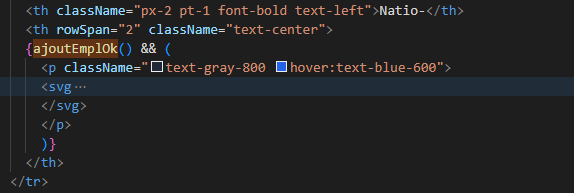 <th className="px-2 pt-1 font-bold text-left">Natio-</th>
<th rowSpan="2" className="text-center">
{ajoutEmplOk() && (
<p className="text-gray-800 hover:text-blue-600">
<svg ...
</svg>
</p>
)}
</th>
</tr>